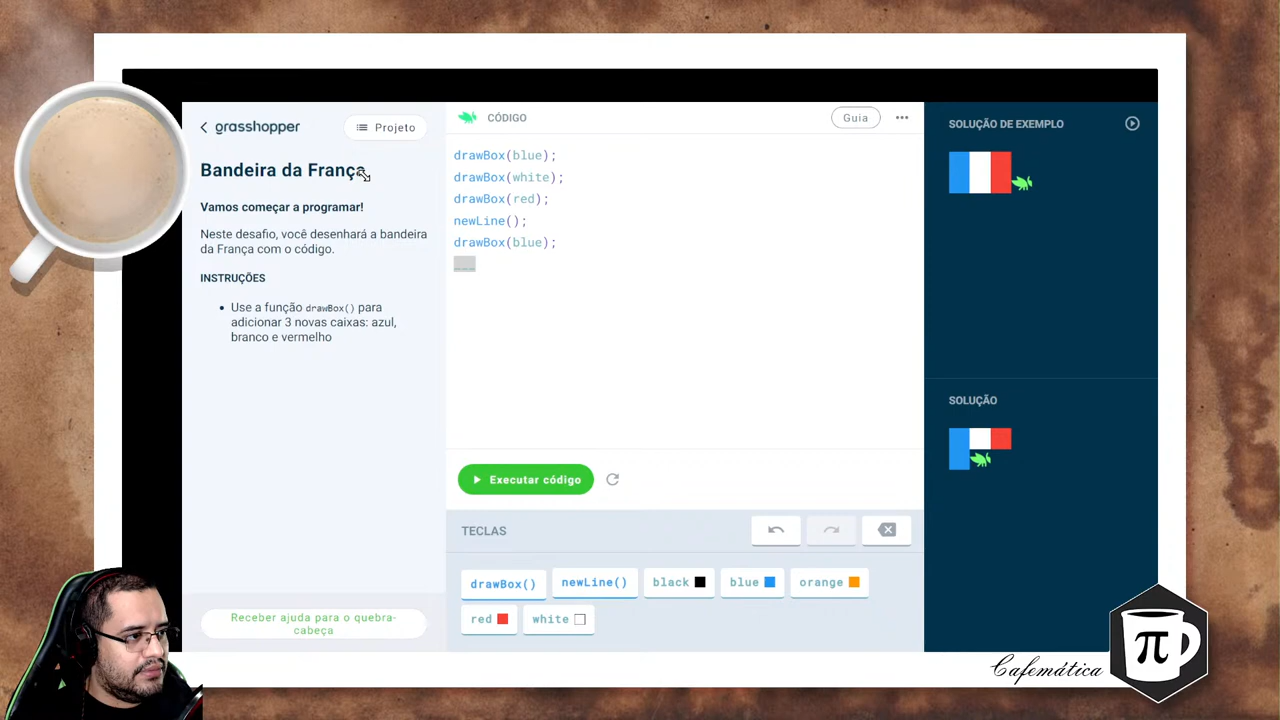 grasshopper
Projeto
Bandeira da França
Vamos começar a programar!
Neste desafio, você desenhará a bandeira
da França com o código.
INSTRUÇÕES
• Use a função drawBox() para
adicionar 3 novas caixas: azul,
branco e vermelho
Receber ajuda para o quebra-
cabeça
CÓDIGO
Guia
drawBox(blue);
drawBox(white);
drawBox(red);
newLine();
drawBox(blue);
___
Executar código
TECLAS
drawBox()
newLine()
black
blue
orange
red
white
SOLUÇÃO DE EXEMPLO
SOLUÇÃO
Cafemática
π